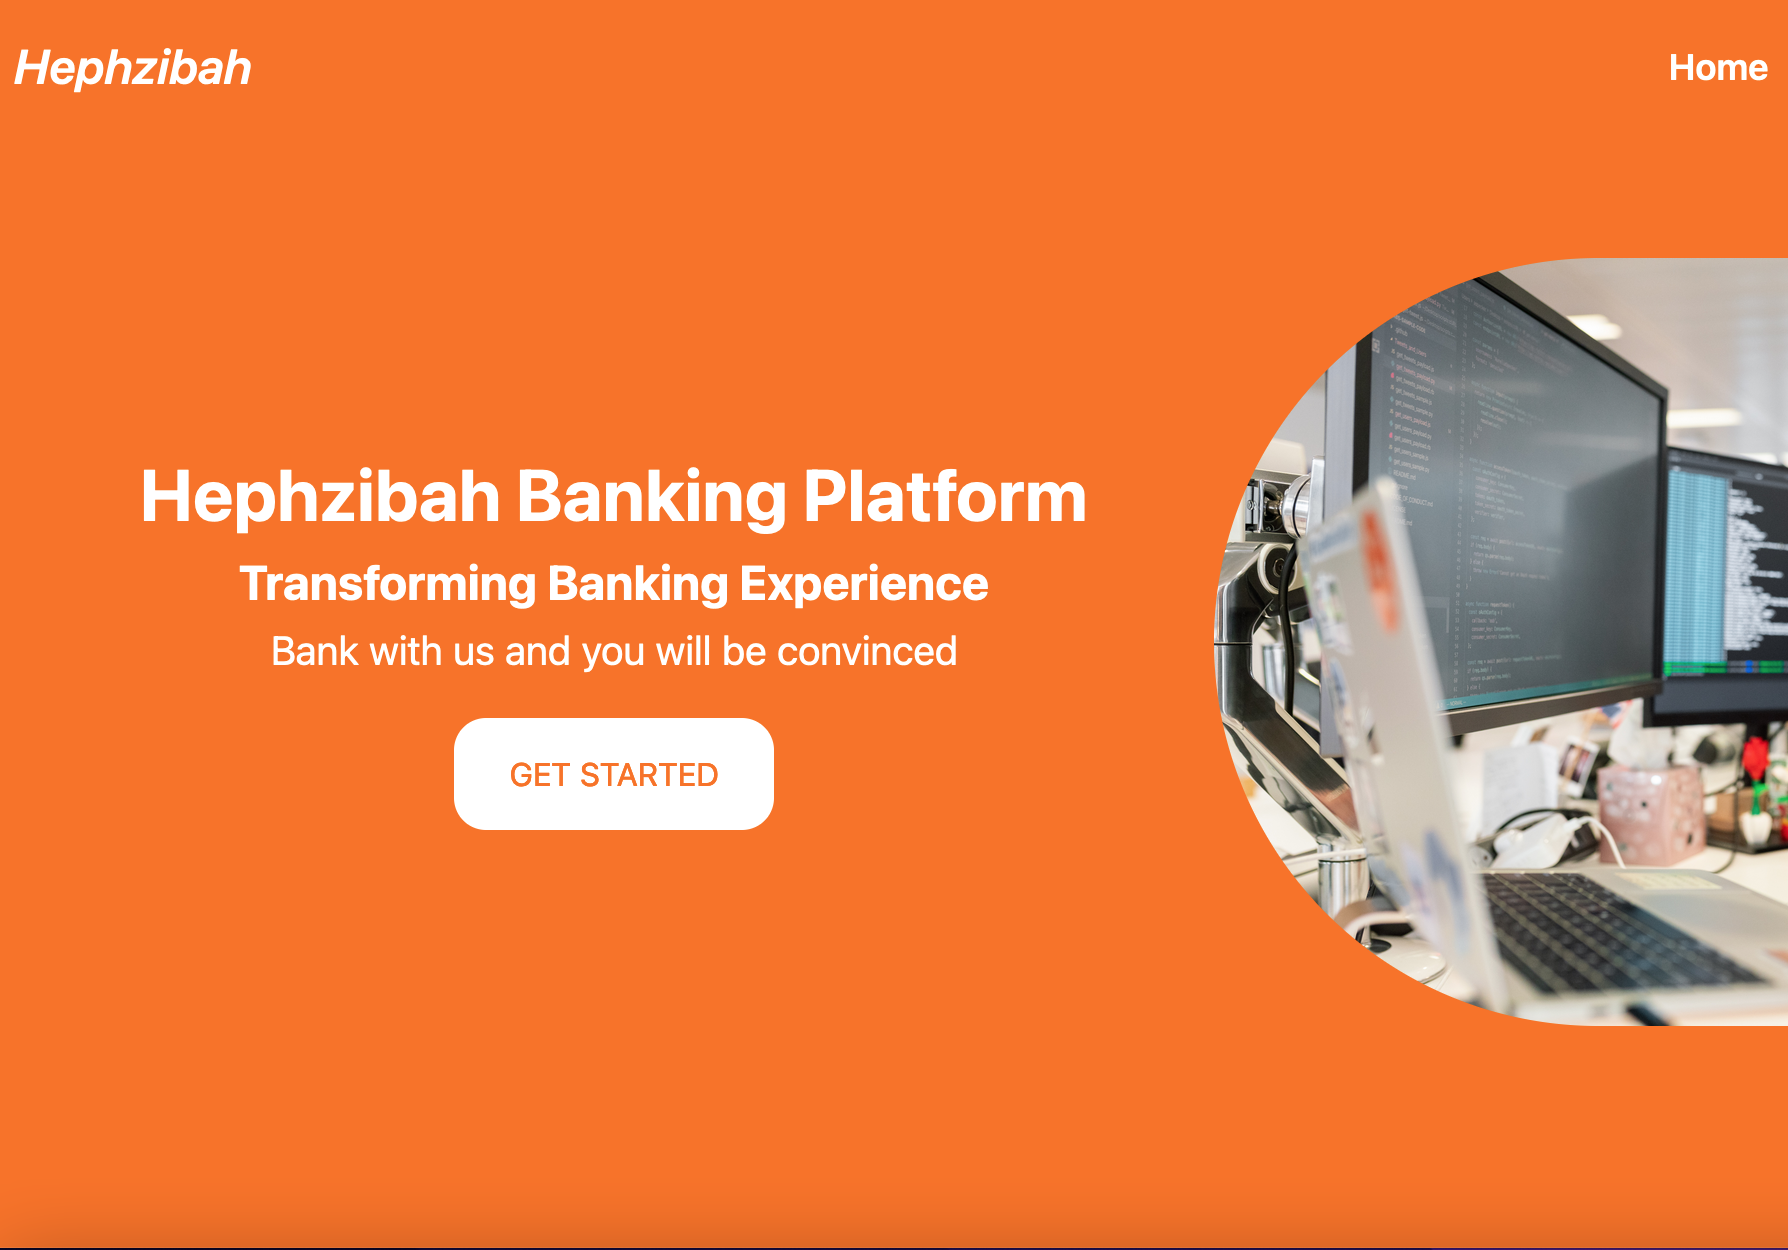 Hephzibah
Home
Hephzibah Banking Platform
Transforming Banking Experience
Bank with us and you will be convinced
GET STARTED